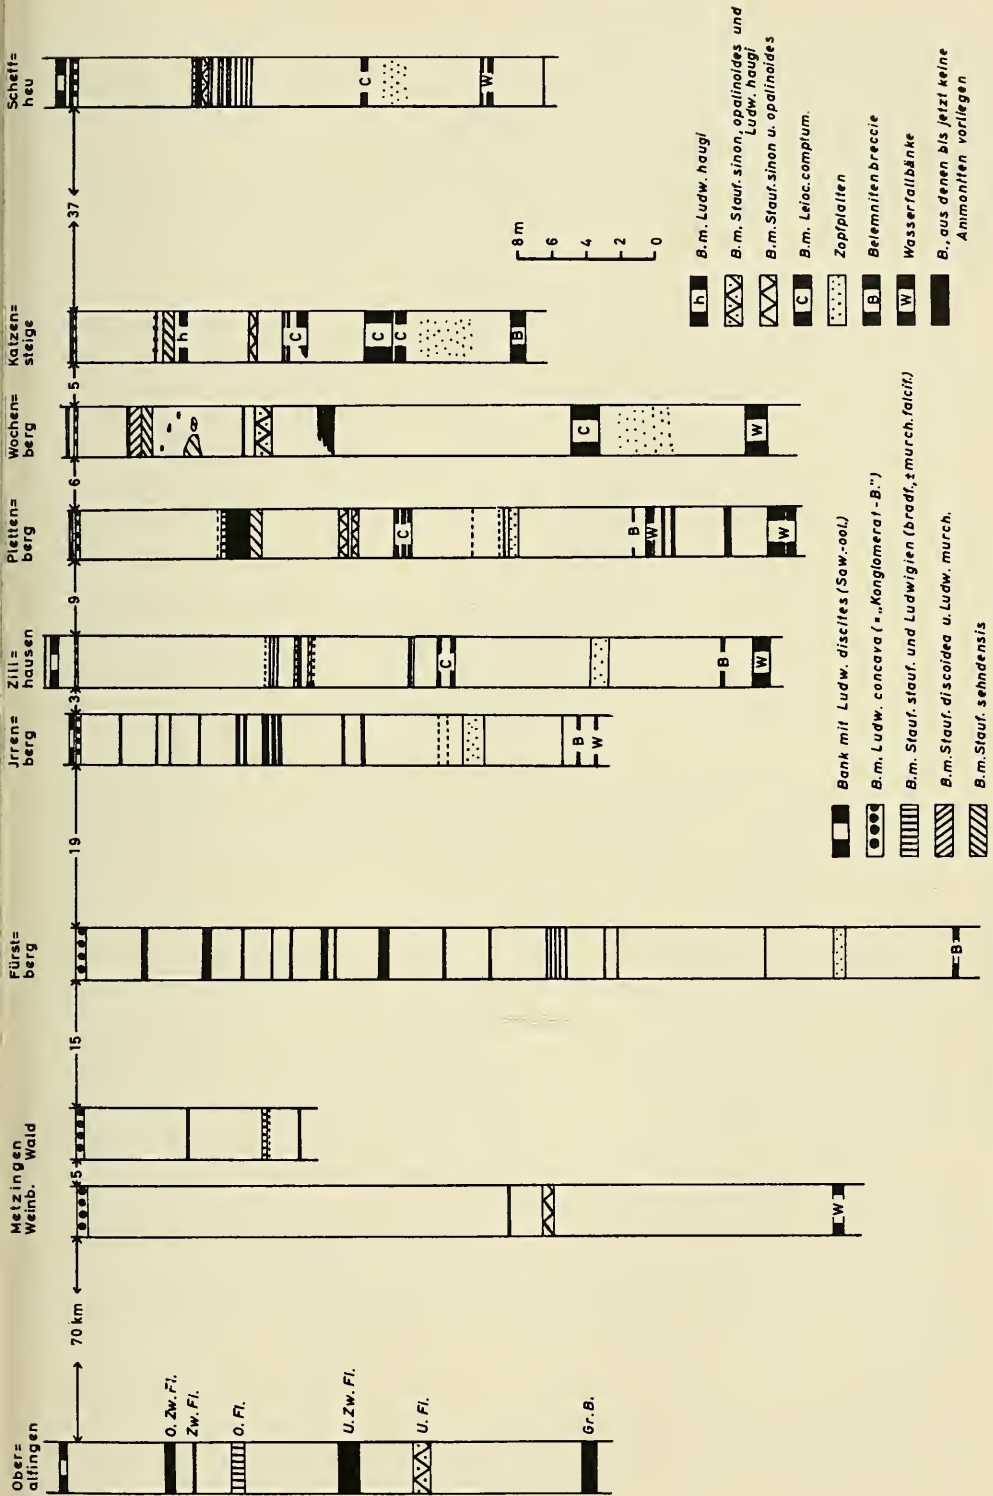 Ober=
alfingen
Metzingen
Weinb. Wald
Fürst=
berg
Jrren=
berg
Zill=
hausen
Pletten=
berg
Wochen=
berg
Katzen=
steige
Scheff=
heu
70 km
5
15
19
3
9
6
5
37
O. Zw. Fl.
Zw. Fl.
O. Fl.
U. Zw. Fl.
U. Fl.
Gr. B.
W
B
B
W
C
B
W
C
B
W
W
C
W
h
C
C
C
B
C
W
8 m
6
4
2
0
Bank mit Ludw. discites (Sow.-ool.)
B.m. Ludw. concava (=„Konglomerat-B.")
B.m. Stauf. stauf. und Ludwigien (bradf., ± murch. falcif.)
B.m. Stauf. discoidea u. Ludw. murch.
B.m. Stauf. sehndensis
h B.m. Ludw. haugi
B.m. Stauf. sinon, opalinoides und
Ludw. haugi
B.m. Stauf. sinon u. opalinoides
C B.m. Leioc. comptum.
Zopfplatten
B Belemnitenbreccie
W Wasserfallbänke
B., aus denen bis jetzt keine
Ammoniten vorliegen